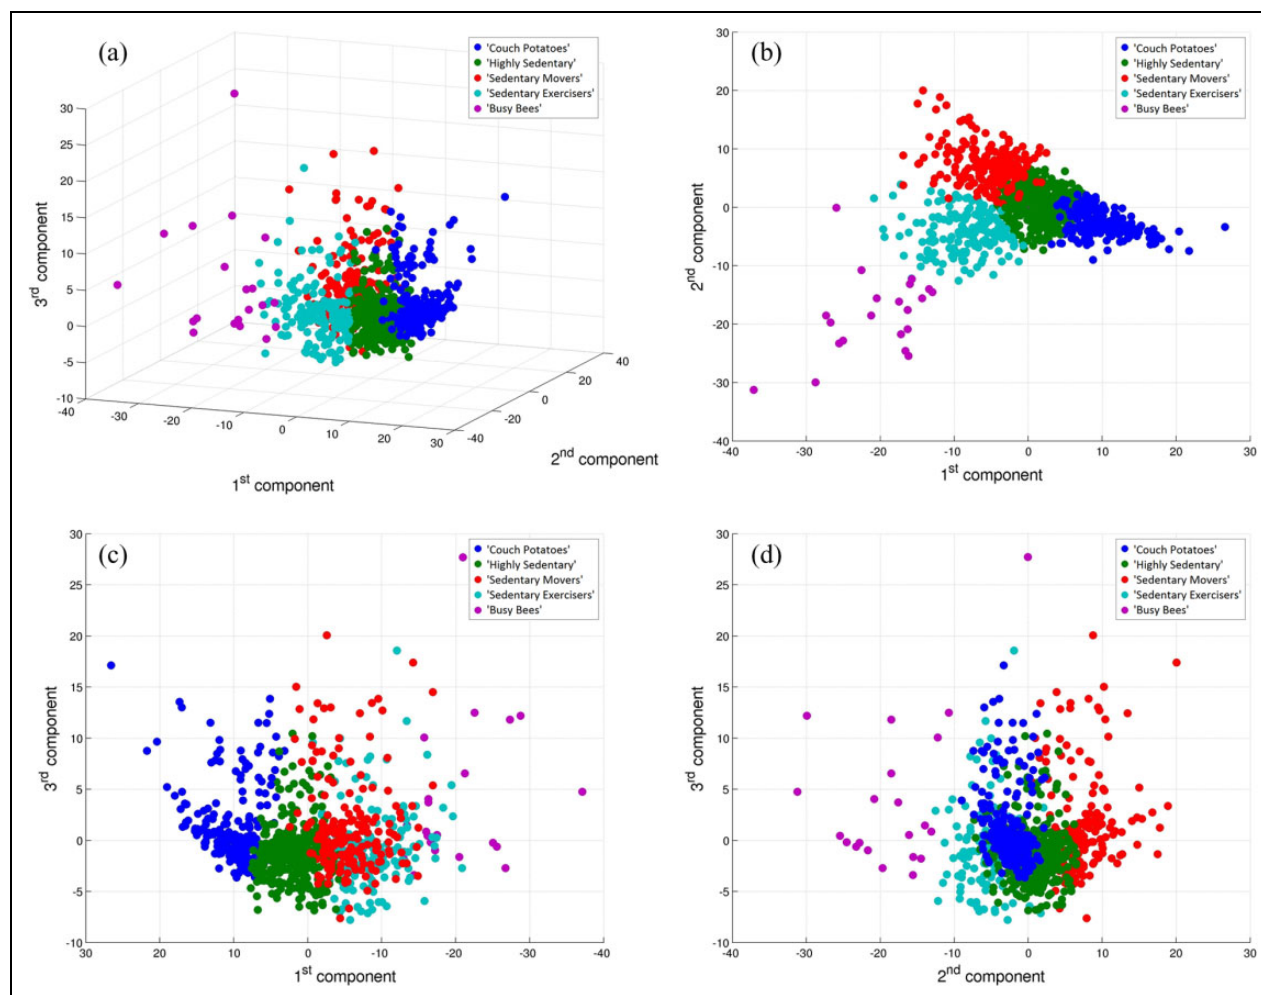 (a)
'Couch Potatoes'
'Highly Sedentary'
'Sedentary Movers'
'Sedentary Exercisers'
'Busy Bees'
30
25
20
15
10
5
0
-5
-10
3rd component
-40
-30
-20
-10
0
10
20
30
1st component
-40
-20
0
20
40
2nd component
(b)
'Couch Potatoes'
'Highly Sedentary'
'Sedentary Movers'
'Sedentary Exercisers'
'Busy Bees'
30
20
10
0
-10
-20
-30
-40
2nd component
-40 -30 -20 -10 0 10 20 30
1st component
(c)
'Couch Potatoes'
'Highly Sedentary'
'Sedentary Movers'
'Sedentary Exercisers'
'Busy Bees'
30
25
20
15
10
5
0
-5
-10
3rd component
30 20 10 0 -10 -20 -30 -40
1st component
(d)
'Couch Potatoes'
'Highly Sedentary'
'Sedentary Movers'
'Sedentary Exercisers'
'Busy Bees'
30
25
20
15
10
5
0
-5
-10
3rd component
-40 -30 -20 -10 0 10 20 30
2nd component